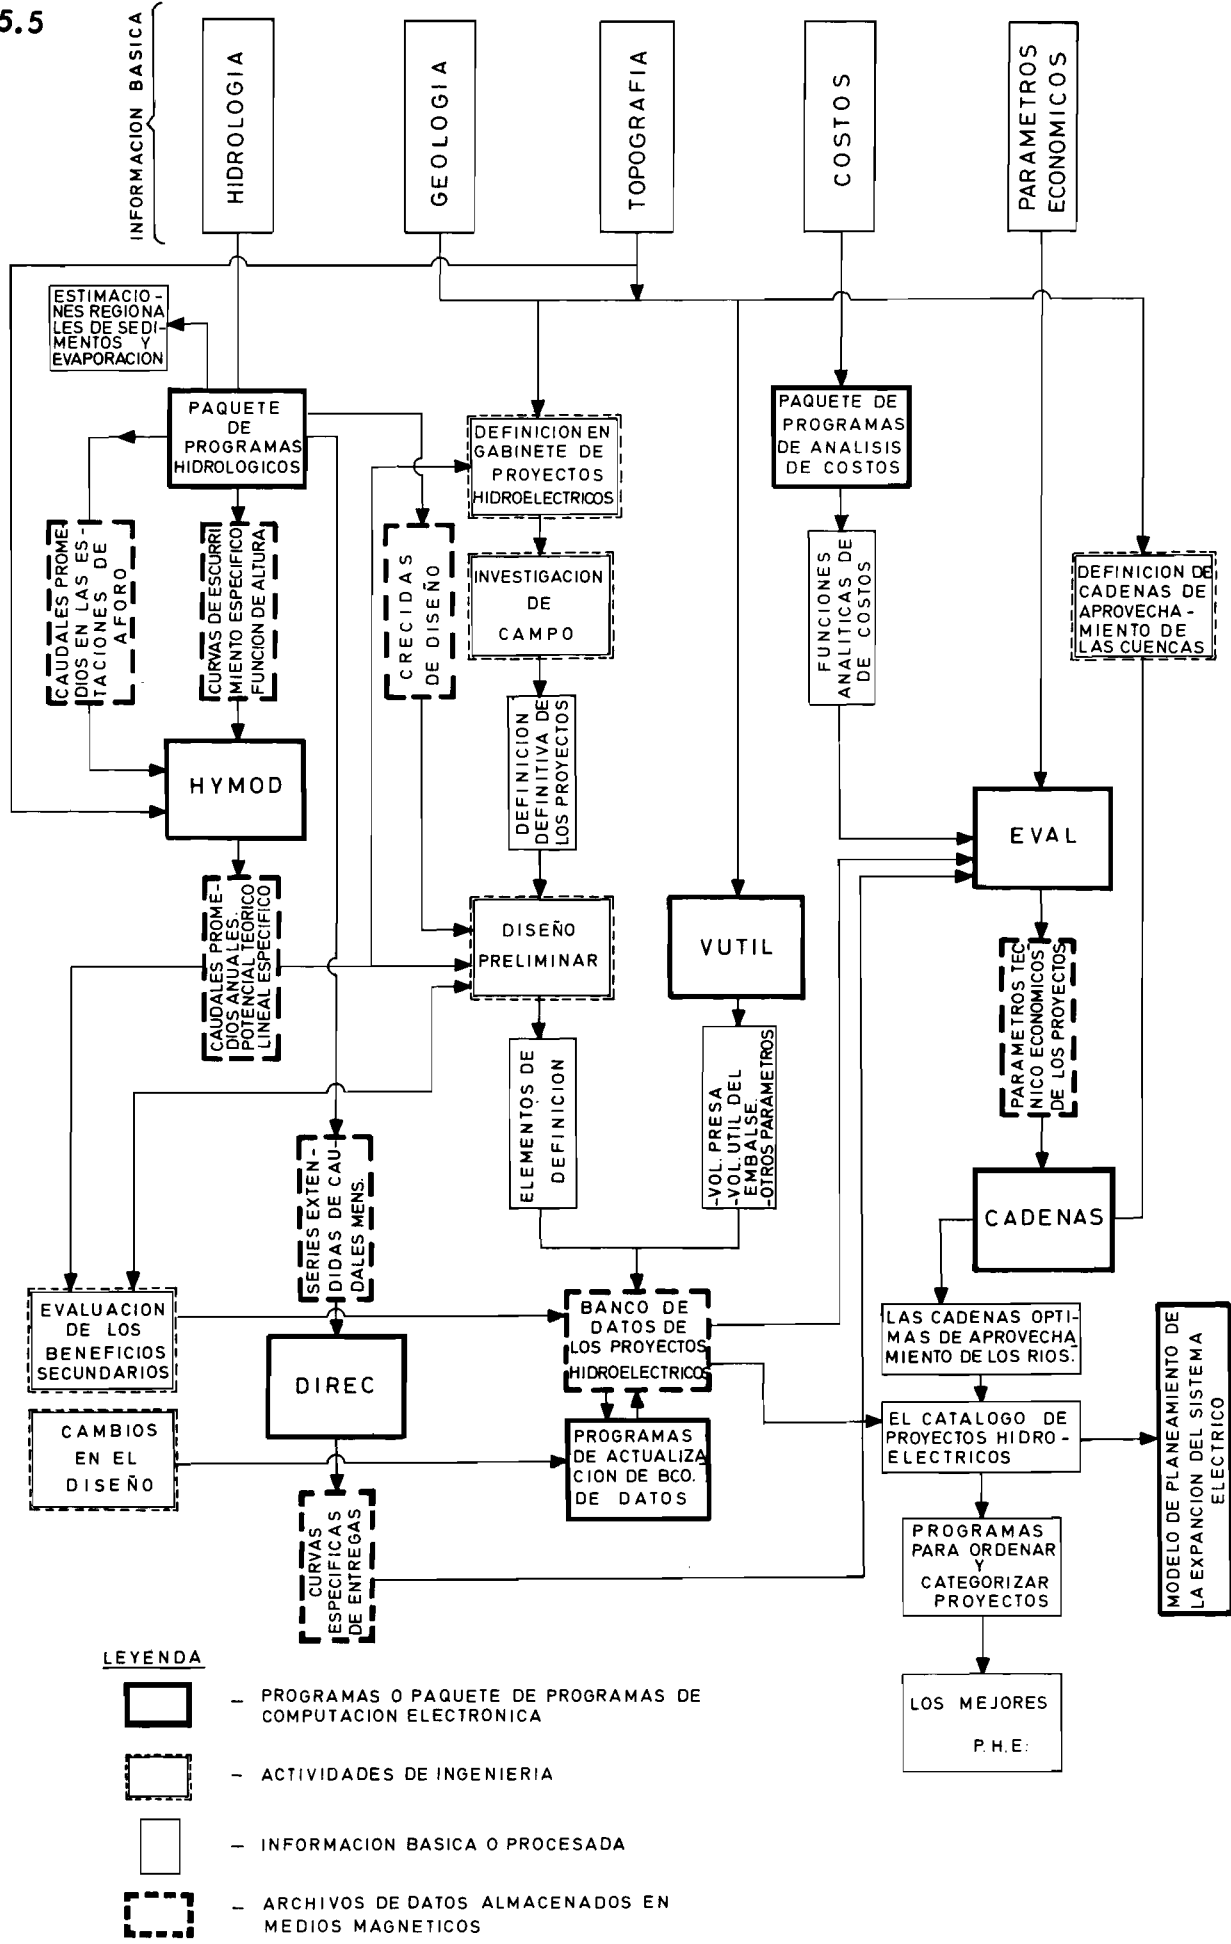 5.5
INFORMACION BASICA
HIDROLOGIA
GEOLOGIA
TOPOGRAFIA
COSTOS
PARAMETROS
ECONOMICOS
ESTIMACIO-
NES REGIONA
LES DE SEDI-
MENTOS Y
EVAPORACION
PAQUETE
DE
PROGRAMAS
HIDROLOGICOS
DEFINICION EN
GABINETE DE
PROYECTOS
HIDROELECTRICOS
PAQUETE DE
PROGRAMAS
DE ANALISIS
DE COSTOS
CAUDALES PROME-
DIOS EN LAS ES-
TACIONES DE
AFORO
CURVAS DE ESCURRI
MIENTO ESPECIFICO
FUNCION DE ALTURA
CRECIDAS
DE DISEÑO
INVESTIGACION
DE
CAMPO
FUNCIONES
ANALITICAS DE
DE COSTOS
DEFINICION DE
CADENAS DE
APROVECHA-
MIENTO DE
LAS CUENCAS
DEFINICION
DEFINITIVA DE
LOS PROYECTOS
HYMOD
EVAL
CAUDALES PROME-
DIOS ANUALES.
POTENCIAL TEORICO
LINEAL ESPECIFICO
DISEÑO
PRELIMINAR
VUTIL
PARAMETROS TEC
NICO ECONOMICOS
DE LOS PROYECTOS
ELEMENTOS DE
DEFINICION
-VOL. PRESA
-VOL. UTIL DEL
EMBALSE.
-OTROS PARAMETROS
SERIES EXTEN-
DIDAS DE CAU-
DALES MENS.
CADENAS
EVALUACION
DE LOS
BENEFICIOS
SECUNDARIOS
BANCO DE
DATOS DE
LOS PROYECTOS
HIDROELECTRICOS
LAS CADENAS OPTI-
MAS DE APROVECHA
MIENTO DE LOS RIOS.
DIREC
CAMBIOS
EN EL
DISEÑO
PROGRAMAS
DE ACTUALIZA
CION DE BCO.
DE DATOS
EL CATALOGO DE
PROYECTOS HIDRO-
ELECTRICOS
MODELO DE PLANEAMIENTO DE
LA EXPANCION DEL SISTEMA
ELECTRICO
CURVAS
ESPECIFICAS
DE ENTREGAS
PROGRAMAS
PARA ORDENAR
Y
CATEGORIZAR
PROYECTOS
LOS MEJORES
P.H.E:
LEYENDA
- PROGRAMAS O PAQUETE DE PROGRAMAS DE
COMPUTACION ELECTRONICA
- ACTIVIDADES DE INGENIERIA
- INFORMACION BASICA O PROCESADA
- ARCHIVOS DE DATOS ALMACENADOS EN
MEDIOS MAGNETICOS